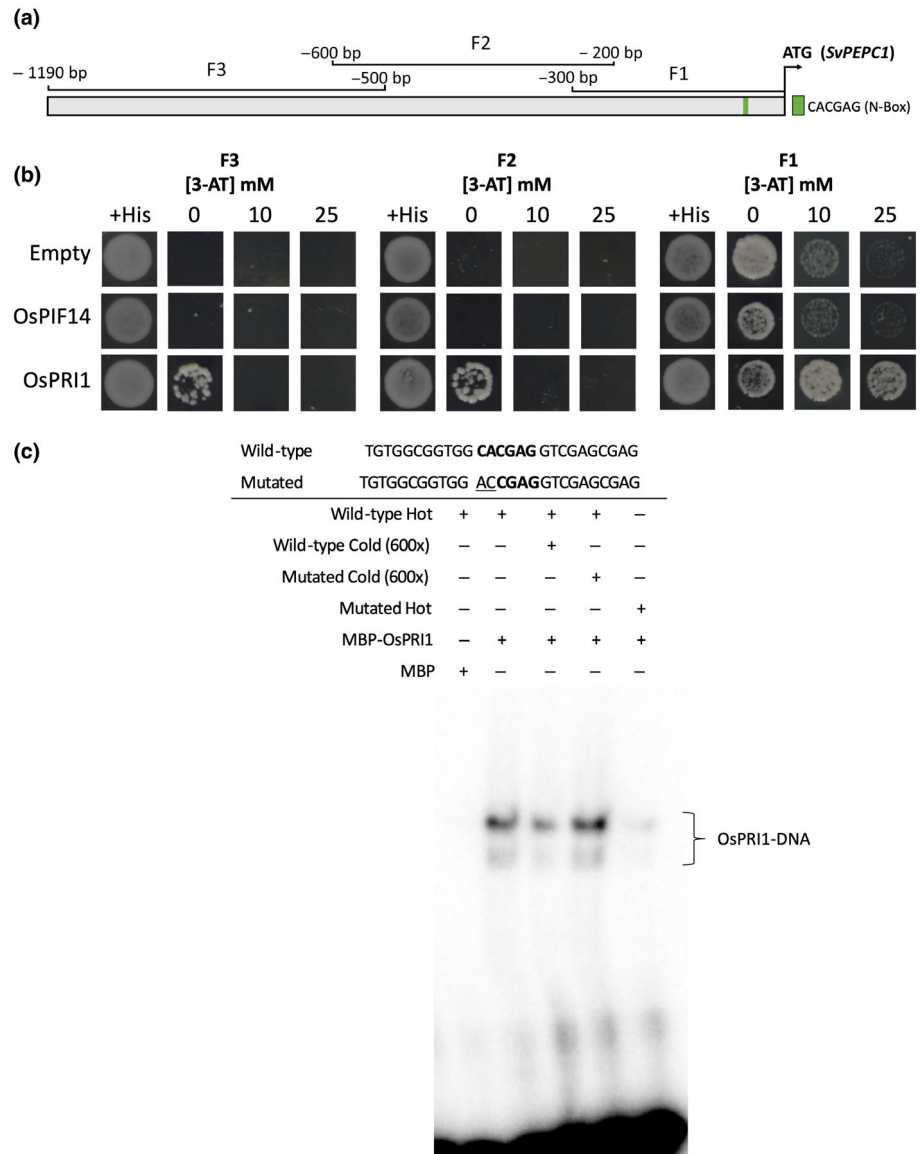 (a)
−600 bp F2 − 200 bp ATG (SvPEPC1)
− 1190 bp F3 −500 bp −300 bp F1
CACGAG (N-Box)
(b)
F3 F2 F1
[3-AT] mM [3-AT] mM [3-AT] mM
+His 0 10 25 +His 0 10 25 +His 0 10 25
Empty
OsPIF14
OsPRI1
(c)
Wild-type TGTGGCGGTGG CACGAG GTCGAGCGAG
Mutated TGTGGCGGTGG ACCGAGGTCGAGCGAG
Wild-type Hot + + + + −
Wild-type Cold (600x) − − + − −
Mutated Cold (600x) − − − + −
Mutated Hot − − − − +
MBP-OsPRI1 − + + + +
MBP + − − − −
OsPRI1-DNA